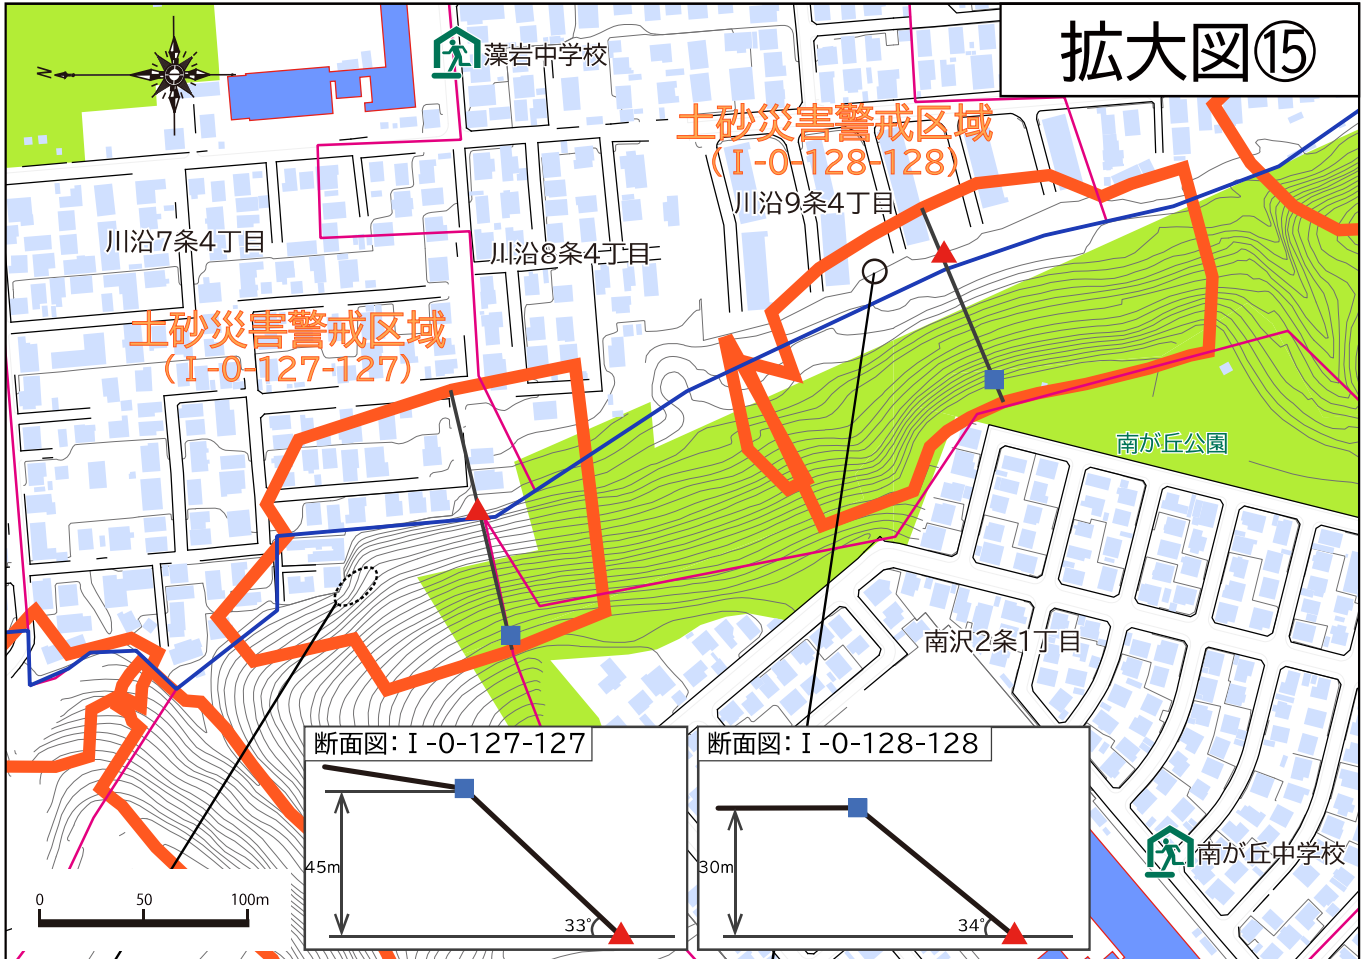 拡大図⑮
N
藻岩中学校
土砂災害警戒区域
(Ⅰ-0-128-128)
川沿9条4丁目
川沿7条4丁目
川沿8条4丁目
土砂災害警戒区域
(Ⅰ-0-127-127)
南が丘公園
南沢2条1丁目
断面図：Ⅰ-0-127-127
45m
33°
断面図：Ⅰ-0-128-128
30m
34°
南が丘中学校
0 50 100m